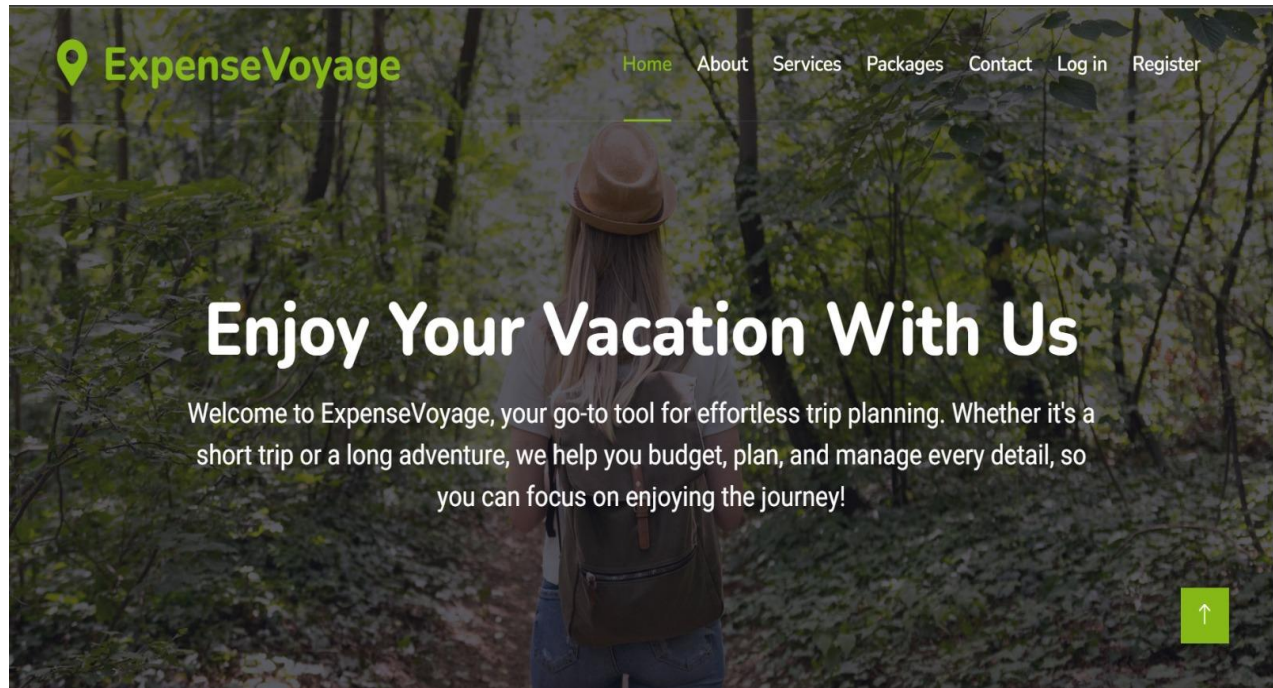 ExpenseVoyage
Home About Services Packages Contact Log in Register
Enjoy Your Vacation With Us
Welcome to ExpenseVoyage, your go-to tool for effortless trip planning. Whether it's a
short trip or a long adventure, we help you budget, plan, and manage every detail, so
you can focus on enjoying the journey!